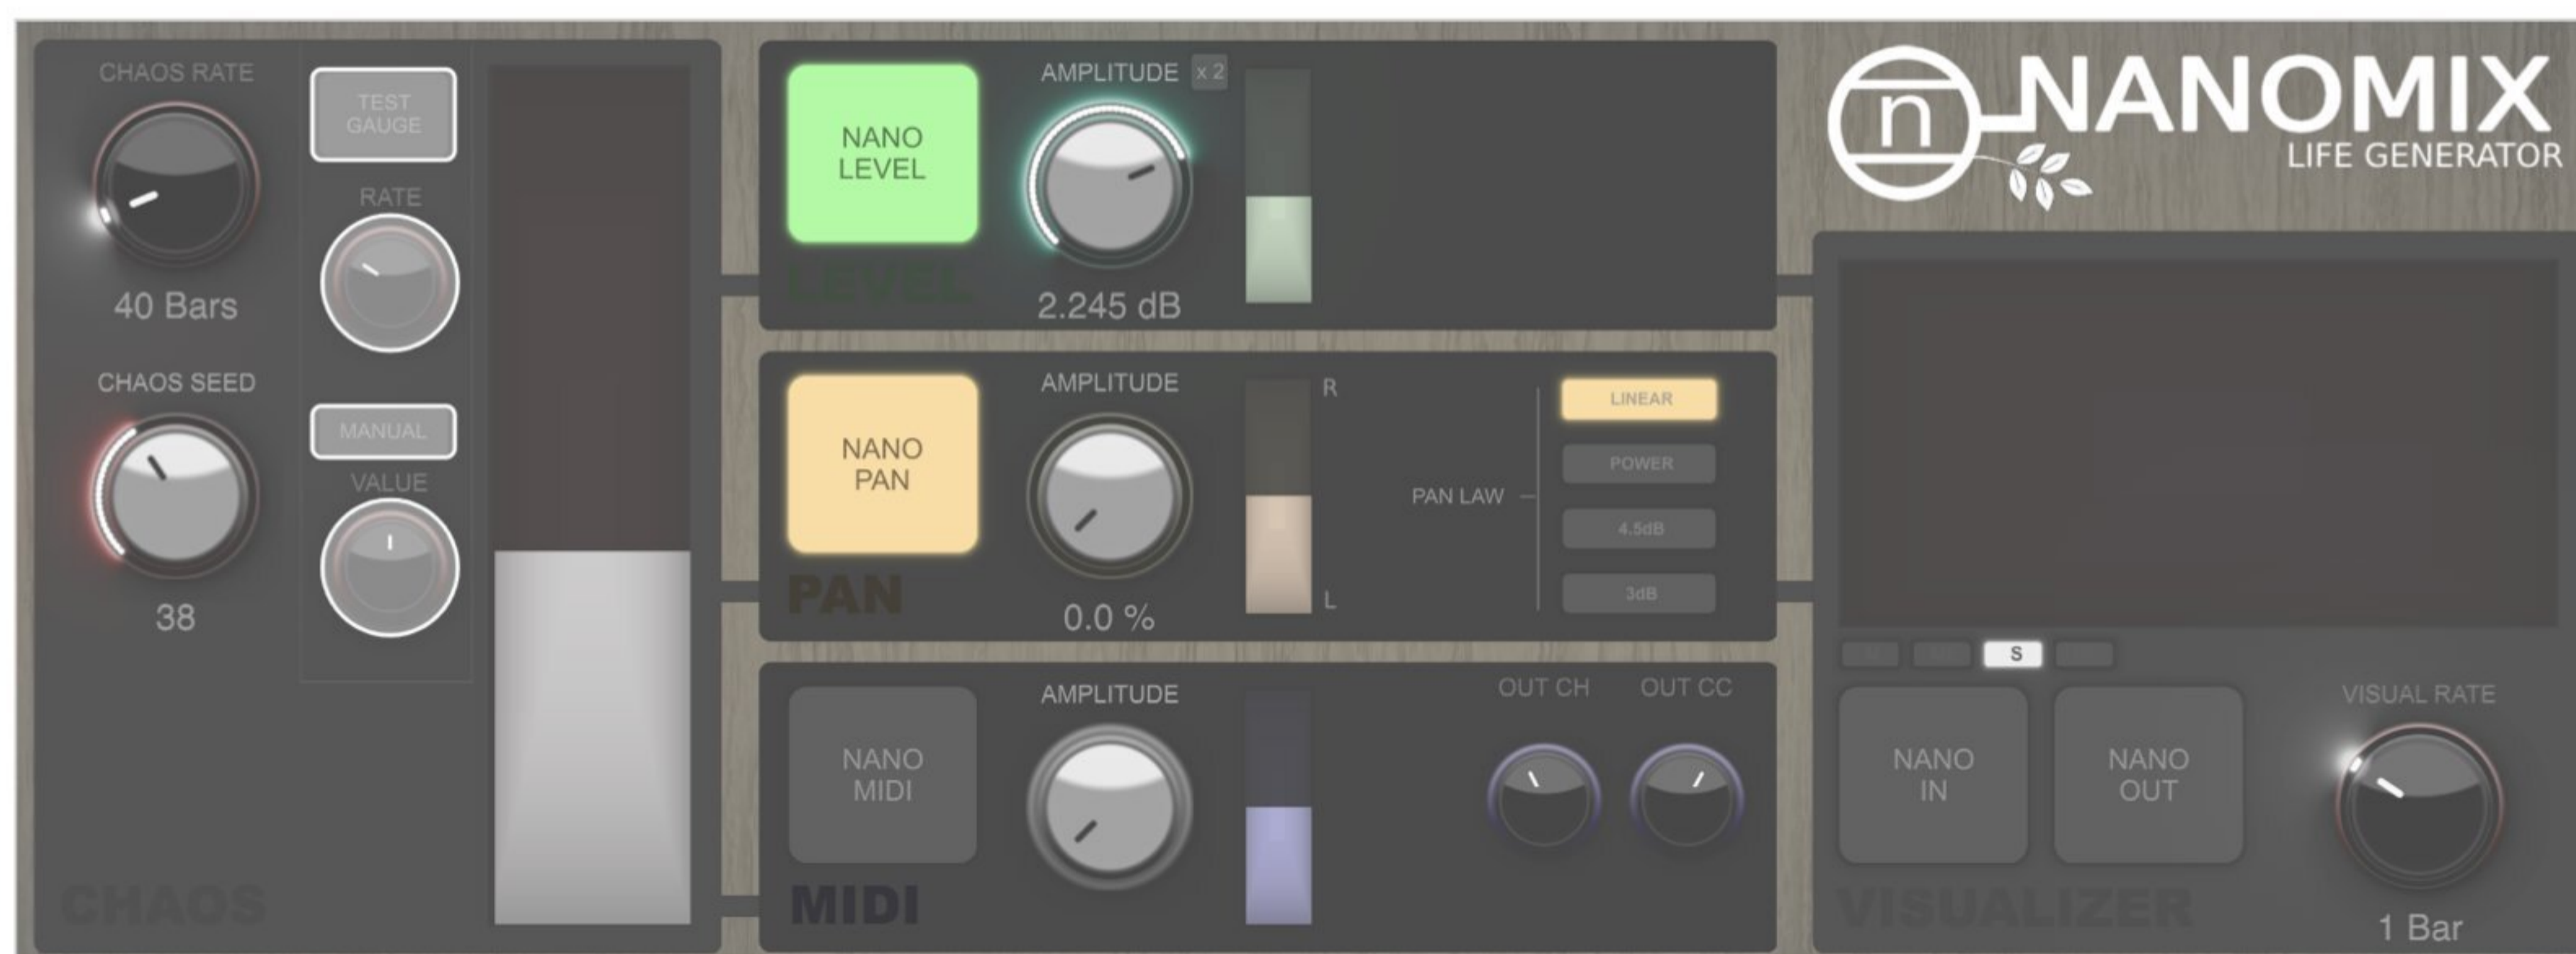 CHAOS RATE
TEST
GAUGE
RATE
40 Bars
CHAOS SEED
MANUAL
VALUE
38
CHAOS
NANO
LEVEL
AMPLITUDE x 2
LEVEL
2.245 dB
NANO
PAN
AMPLITUDE
R
L
PAN
0.0 %
PAN LAW
LINEAR
POWER
4.5dB
3dB
NANO
MIDI
AMPLITUDE
MIDI
OUT CH OUT CC
n NANOMIX
LIFE GENERATOR
S
NANO
IN
NANO
OUT
VISUAL RATE
VISUALIZER
1 Bar